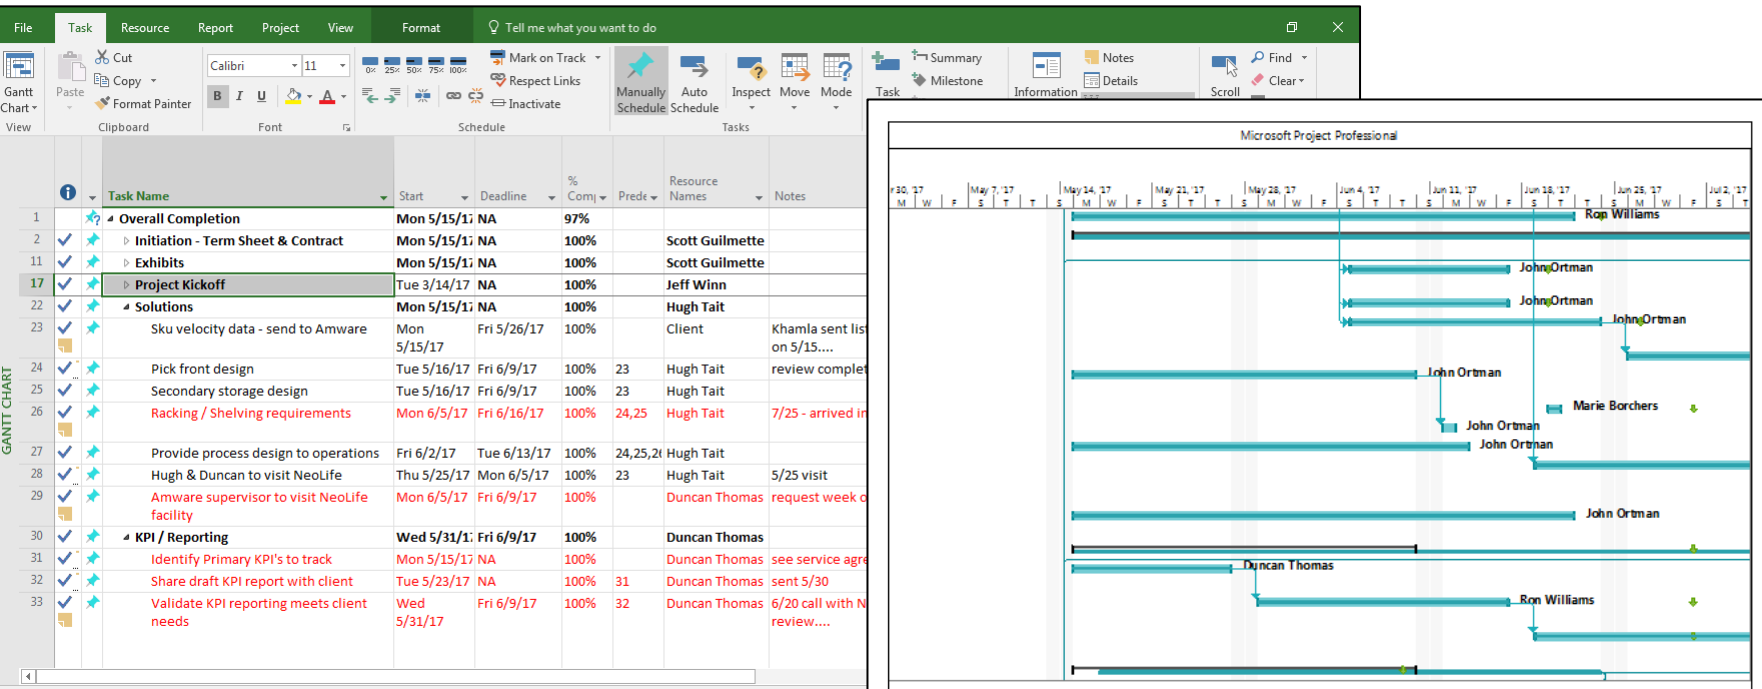 File Task Resource Report Project View Format Tell me what you want to do
Cut Calibri 11 0% 25% 50% 75% 100% Mark on Track Summary Notes Find
Copy Respect Links Milestone Details Clear
Gantt Paste Format Painter B I U A Inactivate Manually Auto Inspect Move Mode Task Information Scroll
Chart Schedule Schedule
View Clipboard Font Schedule Tasks
Task Name Start Deadline % Comp Prede Resource Names Notes
1 Overall Completion Mon 5/15/17 NA 97%
2 Initiation - Term Sheet & Contract Mon 5/15/17 NA 100% Scott Guilmette
11 Exhibits Mon 5/15/17 NA 100% Scott Guilmette
17 Project Kickoff Tue 3/14/17 NA 100% Jeff Winn
22 Solutions Mon 5/15/17 NA 100% Hugh Tait
23 Sku velocity data - send to Amware Mon Fri 5/26/17 100% Client Khamla sent list
5/15/17 on 5/15....
24 Pick front design Tue 5/16/17 Fri 6/9/17 100% 23 Hugh Tait review complet
25 Secondary storage design Tue 5/16/17 Fri 6/9/17 100% 23 Hugh Tait
26 Racking / Shelving requirements Mon 6/5/17 Fri 6/16/17 100% 24,25 Hugh Tait 7/25 - arrived in
27 Provide process design to operations Fri 6/2/17 Tue 6/13/17 100% 24,25,26 Hugh Tait
28 Hugh & Duncan to visit NeoLife Thu 5/25/17 Mon 6/5/17 100% 23 Hugh Tait 5/25 visit
29 Amware supervisor to visit NeoLife Mon 6/5/17 Fri 6/9/17 100% Duncan Thomas request week o
facility
30 KPI / Reporting Wed 5/31/17 Fri 6/9/17 100% Duncan Thomas
31 Identify Primary KPI's to track Mon 5/15/17 NA 100% Duncan Thomas see service agre
32 Share draft KPI report with client Tue 5/23/17 NA 100% 31 Duncan Thomas sent 5/30
33 Validate KPI reporting meets client Wed Fri 6/9/17 100% 32 Duncan Thomas 6/20 call with N
needs 5/31/17 review....
GANTT CHART
Microsoft Project Professional
r 30, '17 May 7, '17 May 14, '17 May 21, '17 May 28, '17 Jun 4, '17 Jun 11, '17 Jun 18, '17 Jun 25, '17 Jul 2, '17
M W F S T T S M W F S T T S M W F S T T S M W F S T T S M W F S T
Ron Williams
John Ortman
John Ortman
John Ortman
John Ortman
Marie Borchers
John Ortman
John Ortman
John Ortman
Duncan Thomas
Ron Williams